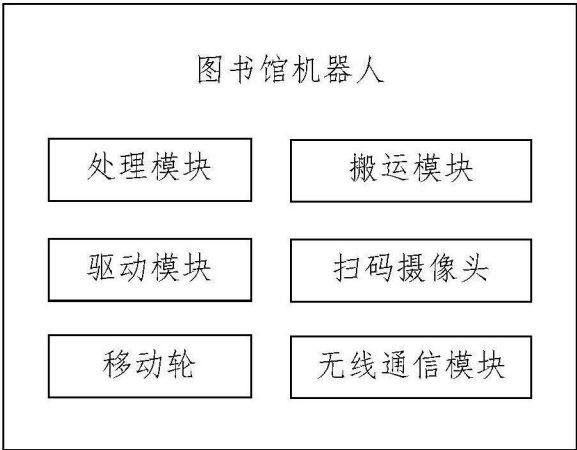 图书馆机器人
处理模块
搬运模块
驱动模块
扫码摄像头
移动轮
无线通信模块